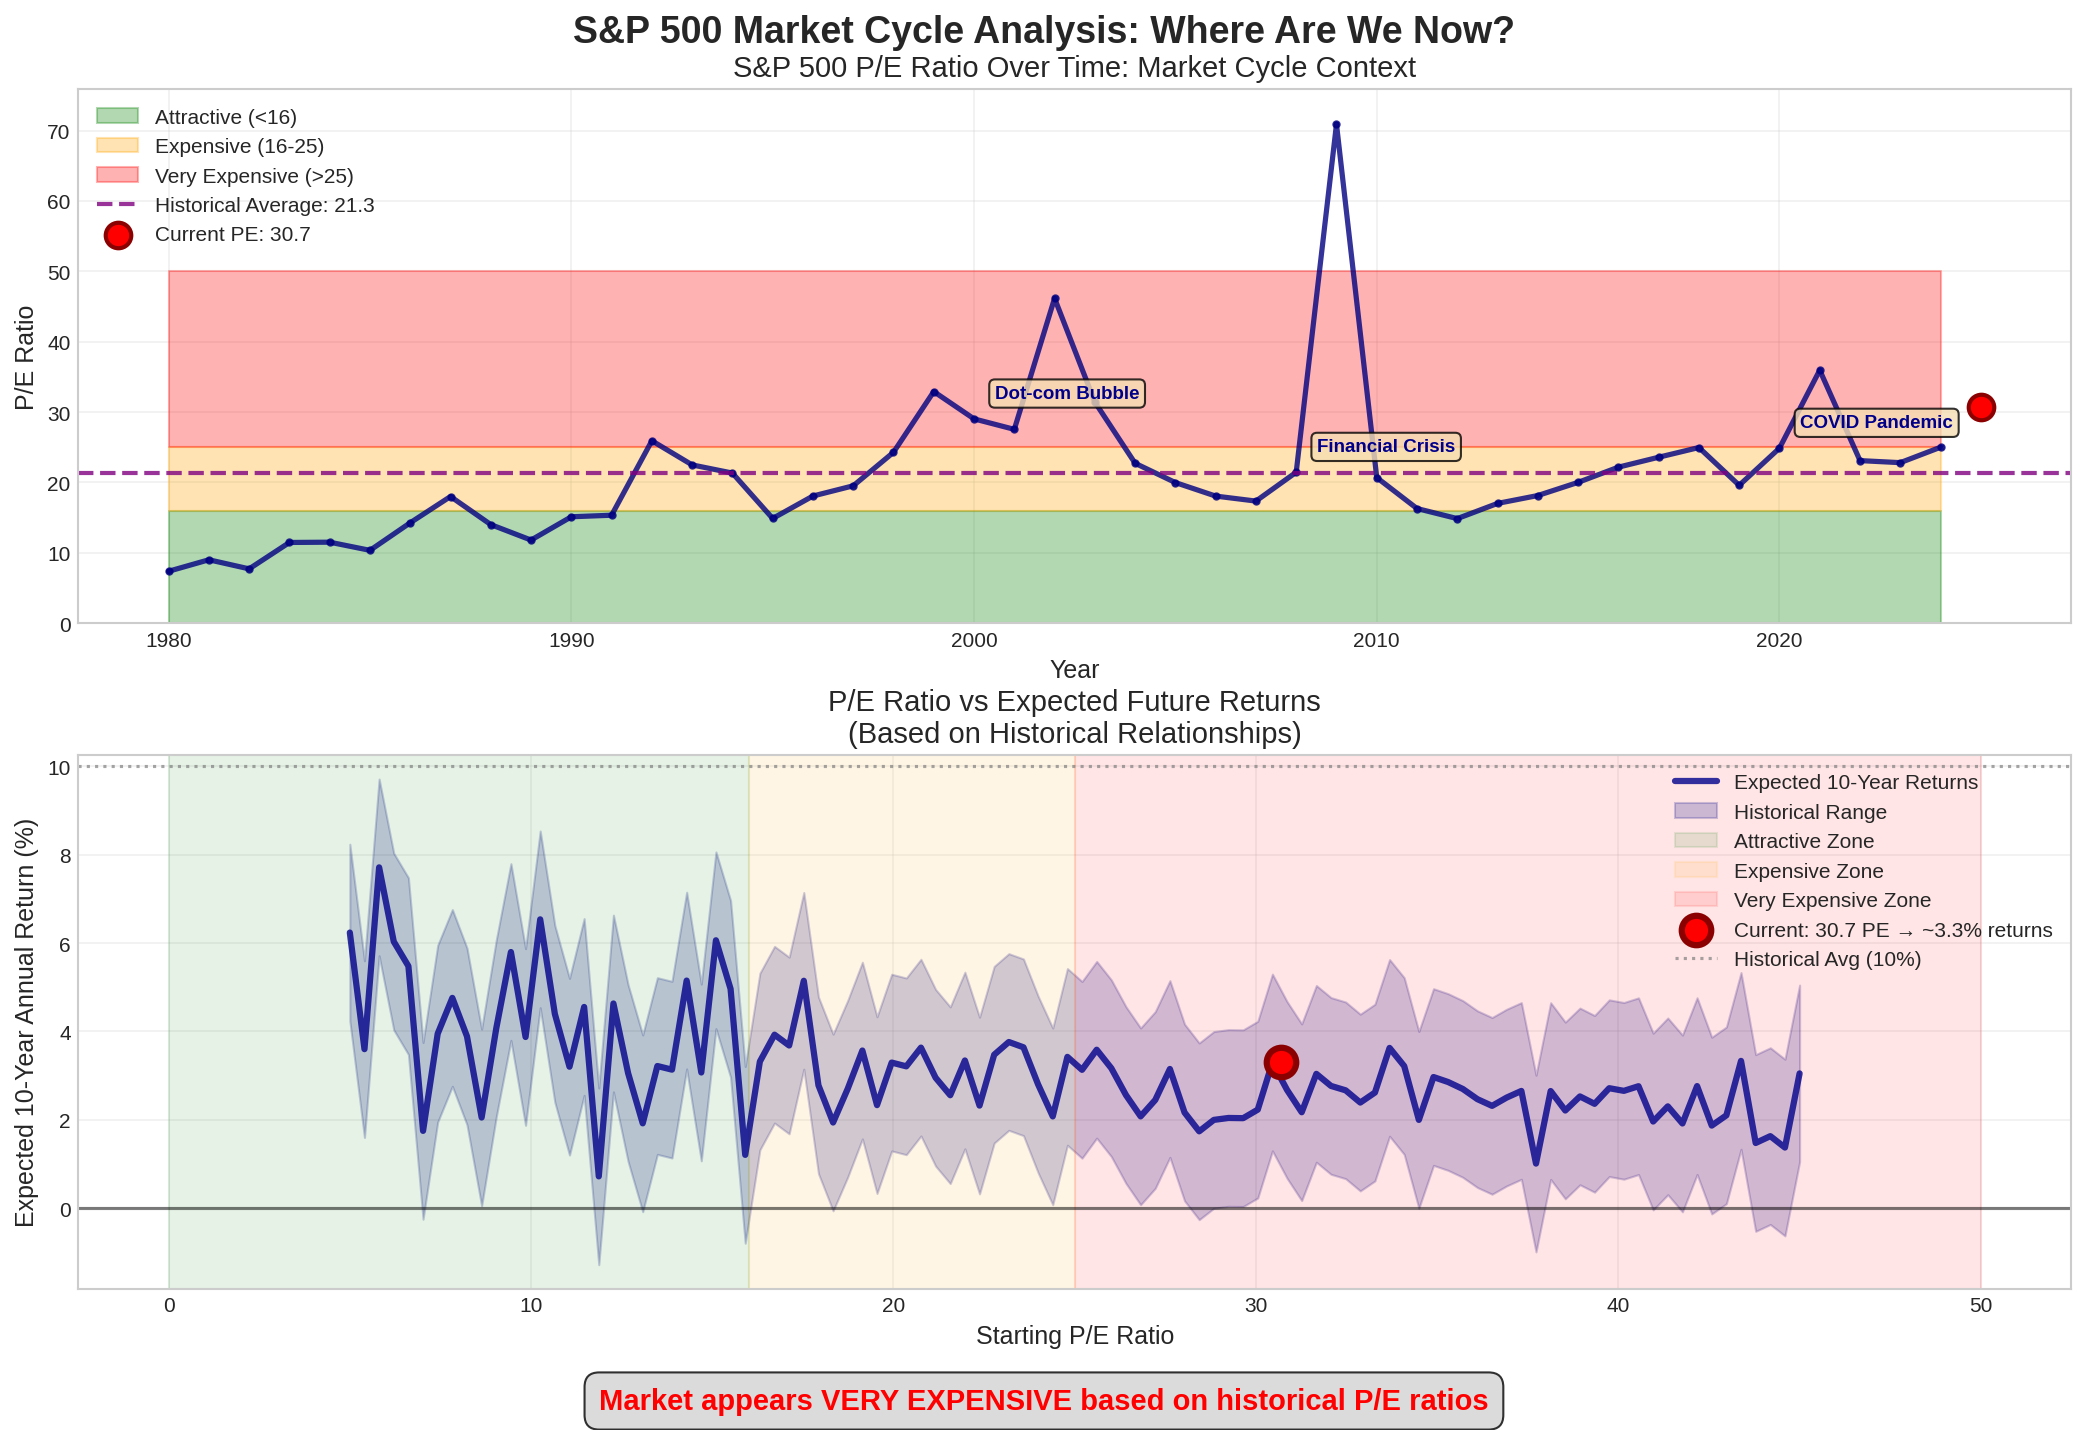 S&P 500 Market Cycle Analysis: Where Are We Now?
S&P 500 P/E Ratio Over Time: Market Cycle Context
Attractive (<16)
Expensive (16-25)
Very Expensive (>25)
Historical Average: 21.3
Current PE: 30.7
P/E Ratio
70
60
50
40
30
20
10
0
Dot-com Bubble
Financial Crisis
COVID Pandemic
1980
1990
2000
2010
2020
Year
P/E Ratio vs Expected Future Returns
(Based on Historical Relationships)
Expected 10-Year Annual Return (%)
10
8
6
4
2
0
Expected 10-Year Returns
Historical Range
Attractive Zone
Expensive Zone
Very Expensive Zone
Current: 30.7 PE → ~3.3% returns
Historical Avg (10%)
0
10
20
30
40
50
Starting P/E Ratio
Market appears VERY EXPENSIVE based on historical P/E ratios